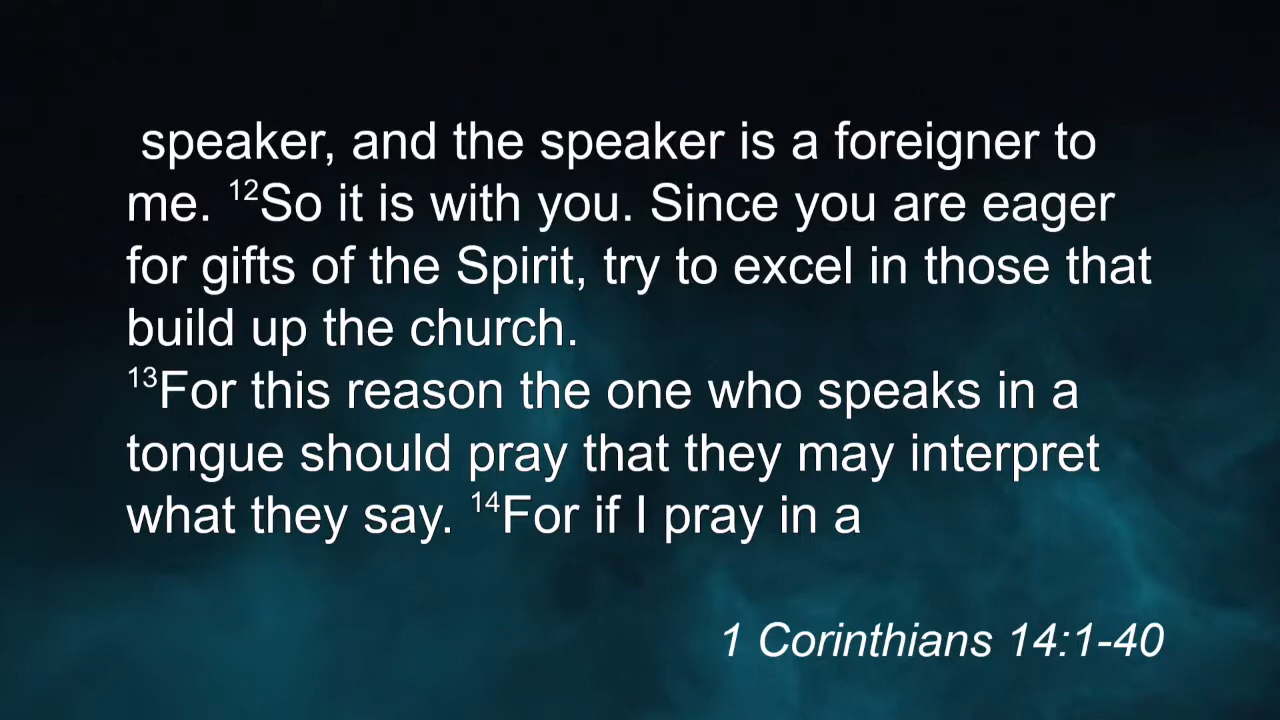 speaker, and the speaker is a foreigner to
me. ¹²So it is with you. Since you are eager
for gifts of the Spirit, try to excel in those that
build up the church.
¹³For this reason the one who speaks in a
tongue should pray that they may interpret
what they say. ¹⁴For if I pray in a
1 Corinthians 14:1-40